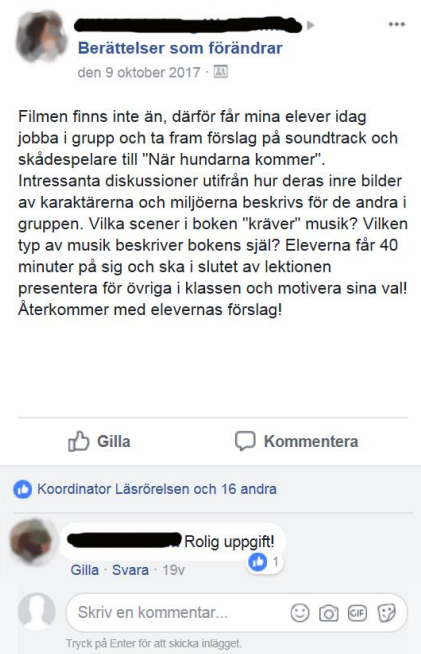 Berättelser som förändrar
den 9 oktober 2017 ·
Filmen finns inte än, därför får mina elever idag
jobba i grupp och ta fram förslag på soundtrack och
skådespelare till "När hundarna kommer".
Intressanta diskussioner utifrån hur deras inre bilder
av karaktärerna och miljöerna beskrivs för de andra i
gruppen. Vilka scener i boken "kräver" musik? Vilken
typ av musik beskriver bokens själ? Eleverna får 40
minuter på sig och ska i slutet av lektionen
presentera för övriga i klassen och motivera sina val!
Återkommer med elevernas förslag!
Gilla Kommentera
Koordinator Läsrörelsen och 16 andra
Rolig uppgift!
Gilla · Svara · 19v
1
Skriv en kommentar...
GIF
Tryck på Enter för att skicka inlägget.